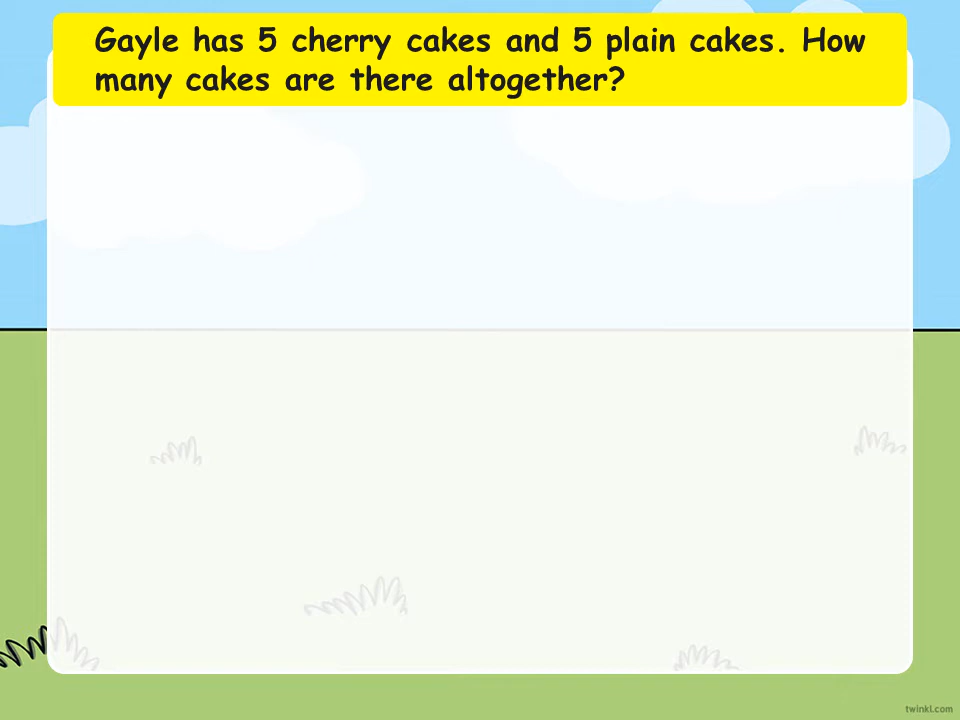 Gayle has 5 cherry cakes and 5 plain cakes. How
many cakes are there altogether?
twinkl.com